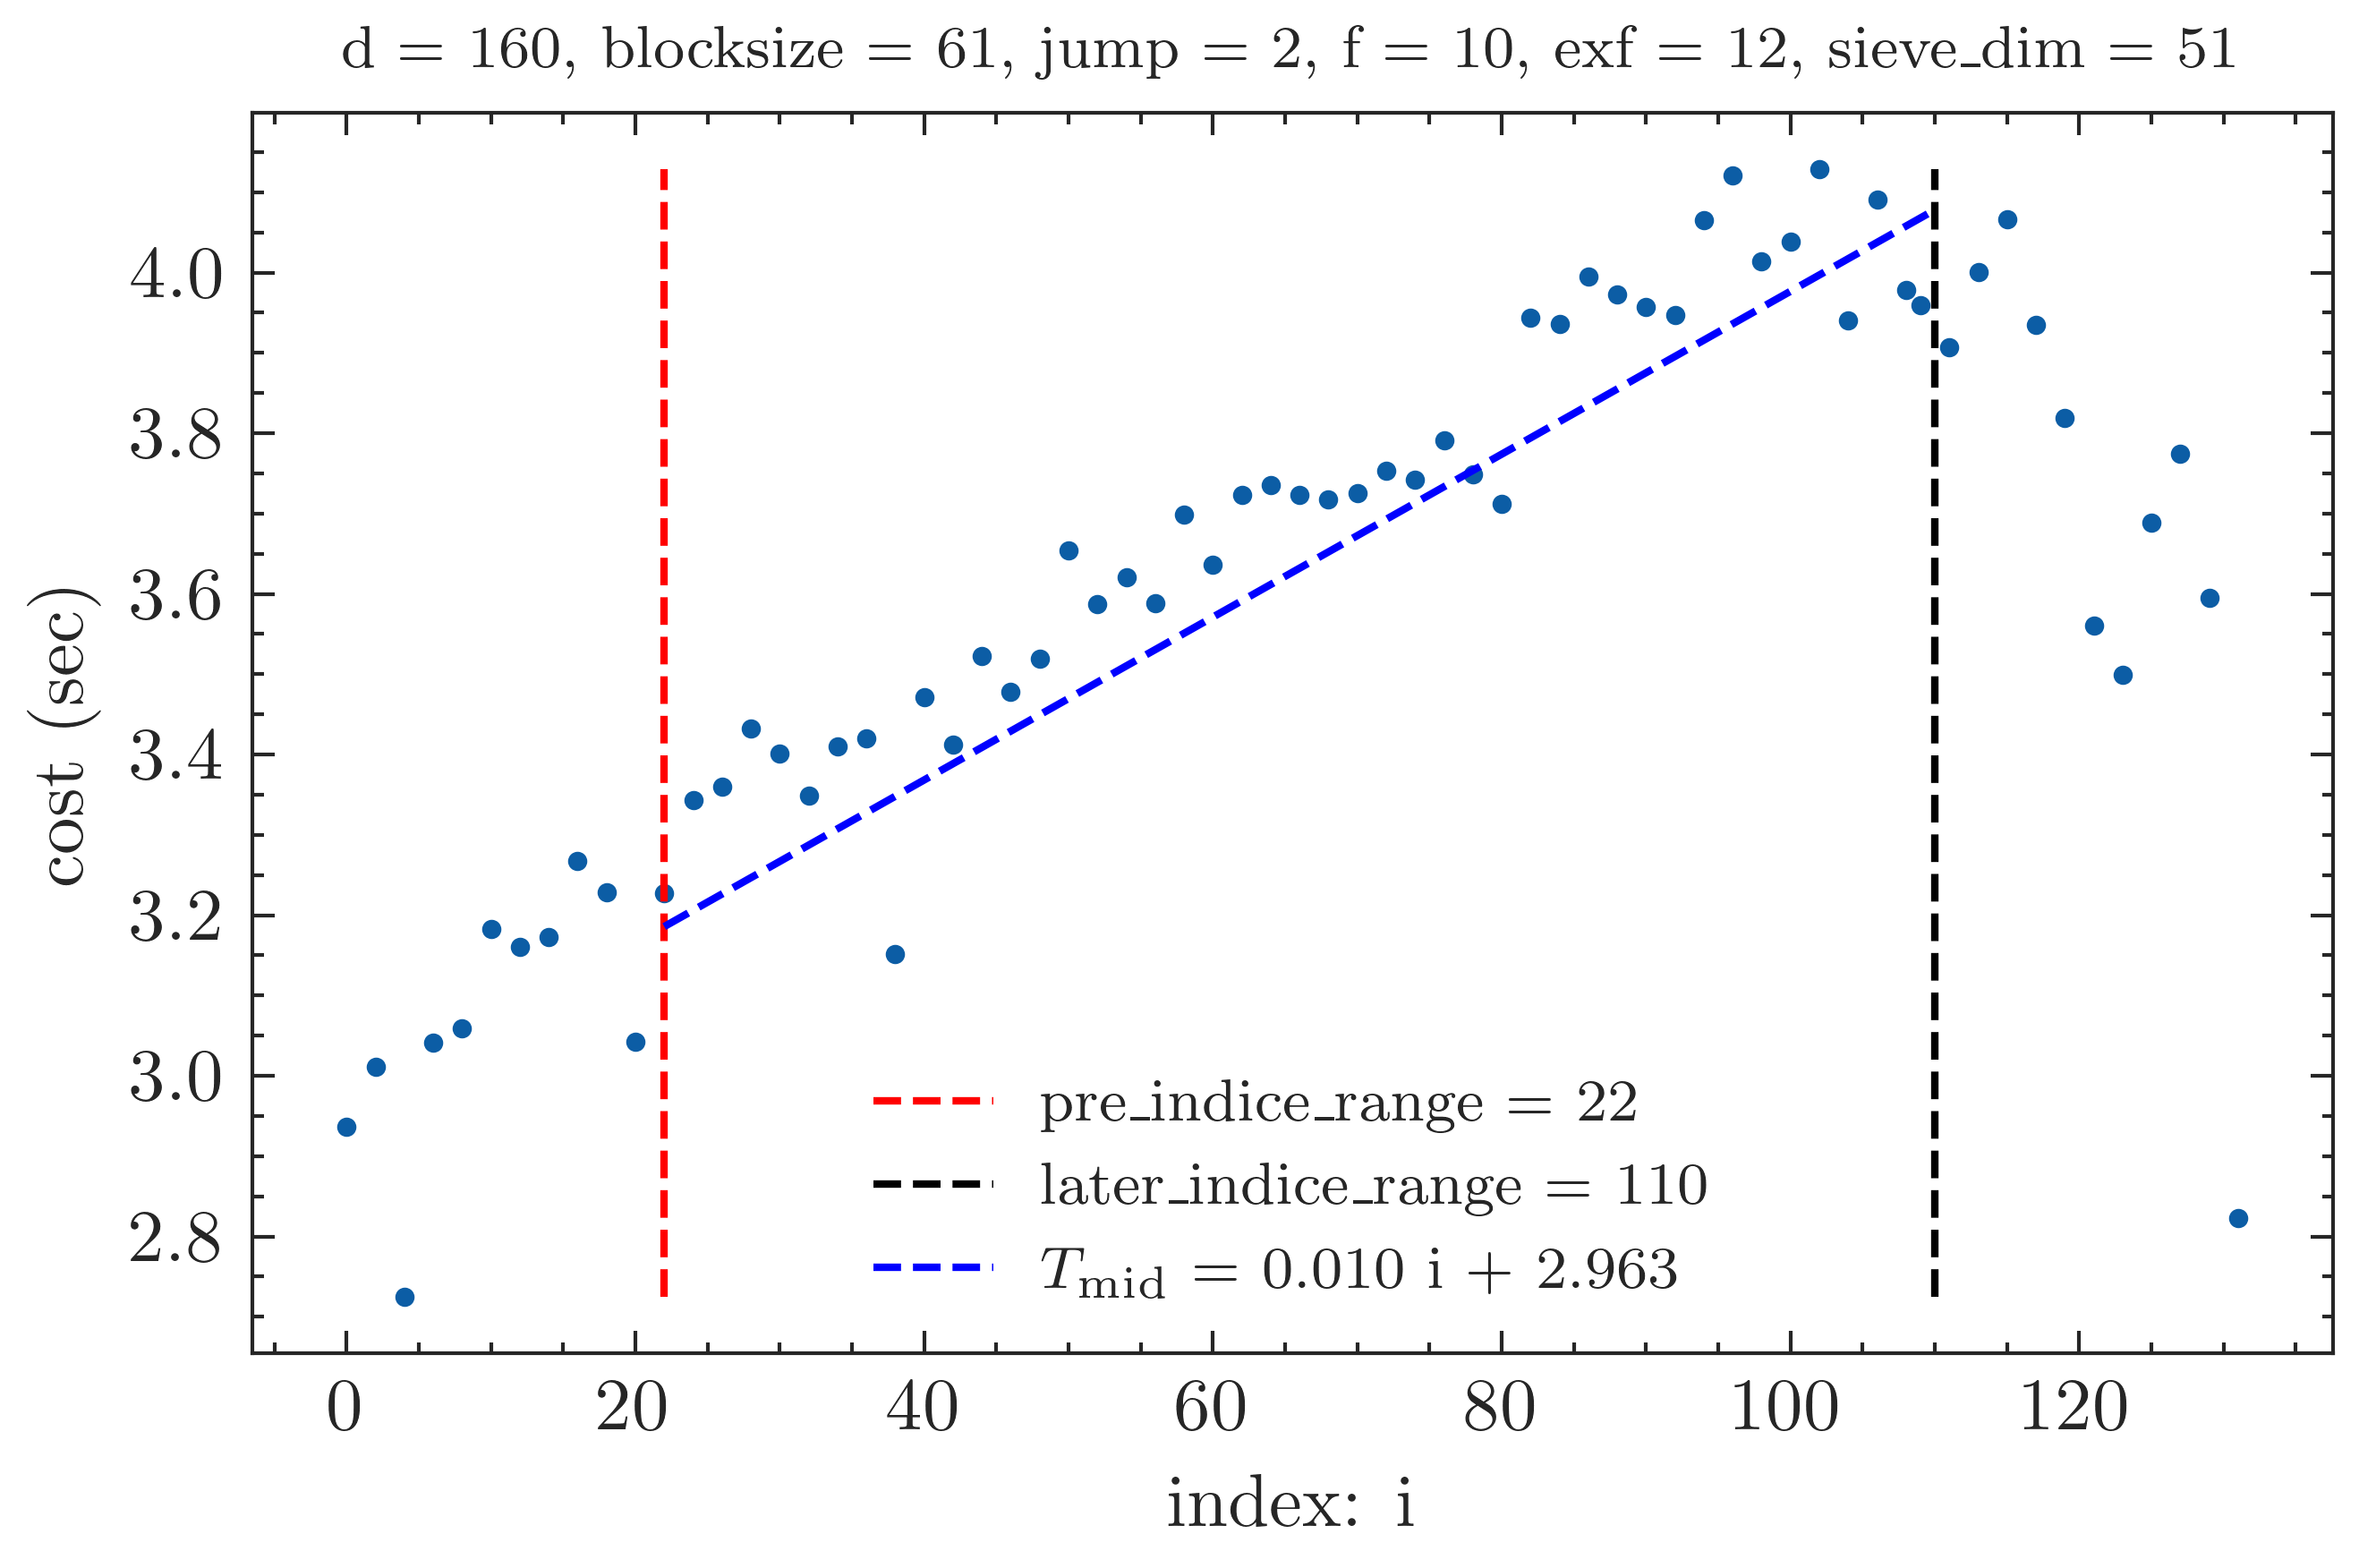 d = 160, blocksize = 61, jump = 2, f = 10, exf = 12, sieve_dim = 51
4.0
3.8
3.6
3.4
3.2
3.0
2.8
cost (sec)
pre_indice_range = 22
later_indice_range = 110
T_mid = 0.010 i + 2.963
0 20 40 60 80 100 120
index: i